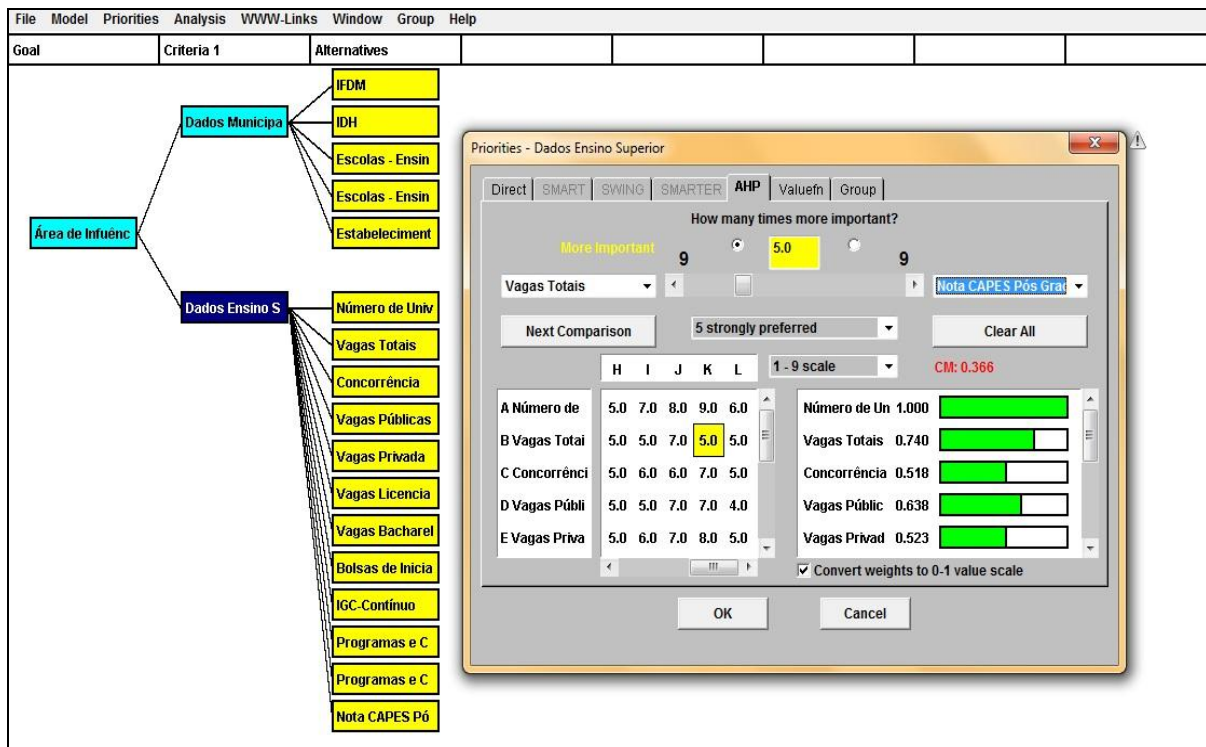 File Model Priorities Analysis WWW-Links Window Group Help
Goal Criteria 1 Alternatives
IFDM
Dados Municipa
IDH
Escolas - Ensin
Escolas - Ensin
Área de Infuênc
Estabeleciment
Dados Ensino S
Número de Univ
Vagas Totais
Concorrência
Vagas Públicas
Vagas Privada
Vagas Licencia
Vagas Bacharel
Bolsas de Inicia
IGC-Contínuo
Programas e C
Programas e C
Nota CAPES Pó
Priorities - Dados Ensino Superior
Direct SMART SWING SMARTER AHP Valuefn Group
How many times more important?
More Important 9 5.0 9
Vagas Totais Nota CAPES Pós Grad
Next Comparison 5 strongly preferred Clear All
H I J K L 1 - 9 scale CM: 0.366
A Número de 5.0 7.0 8.0 9.0 6.0 Número de Un 1.000
B Vagas Totai 5.0 5.0 7.0 5.0 5.0 Vagas Totais 0.740
C Concorrênci 5.0 6.0 6.0 7.0 5.0 Concorrência 0.518
D Vagas Públi 5.0 5.0 7.0 7.0 4.0 Vagas Públic 0.638
E Vagas Priva 5.0 6.0 7.0 8.0 5.0 Vagas Privad 0.523
Convert weights to 0-1 value scale
OK Cancel